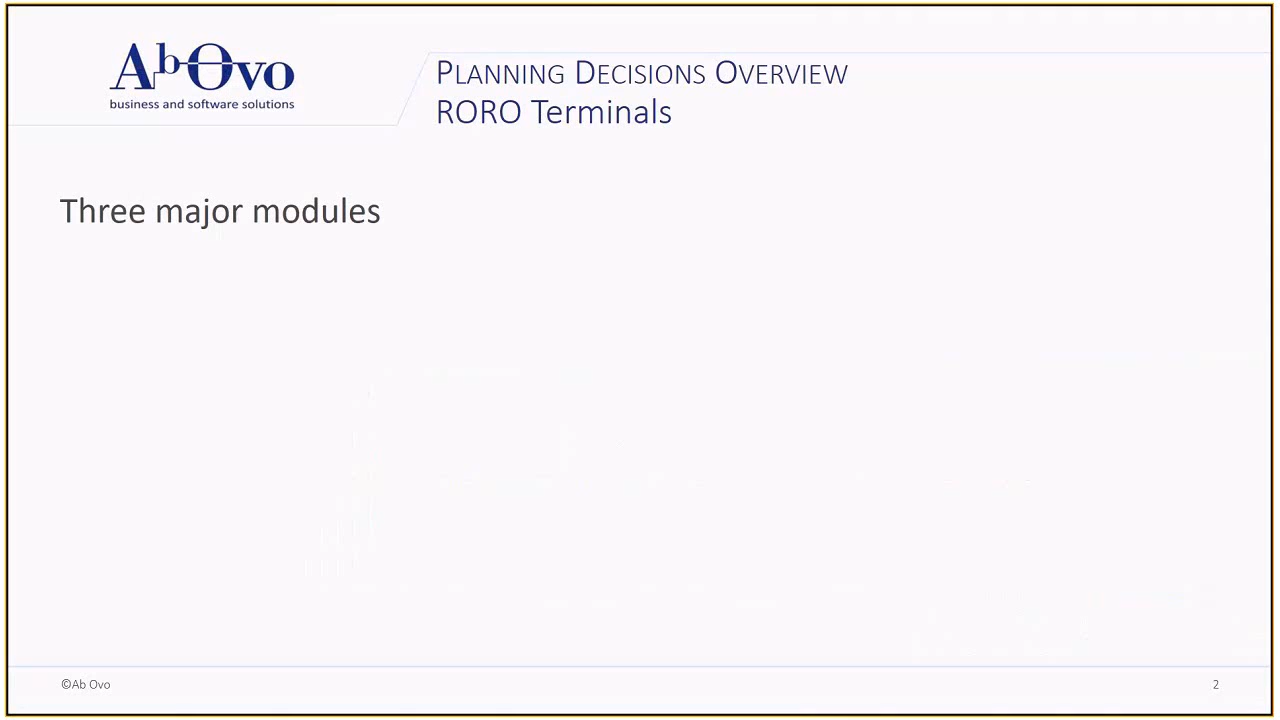 AbOvo
business and software solutions
PLANNING DECISIONS OVERVIEW
RORO Terminals
Three major modules
©Ab Ovo
2